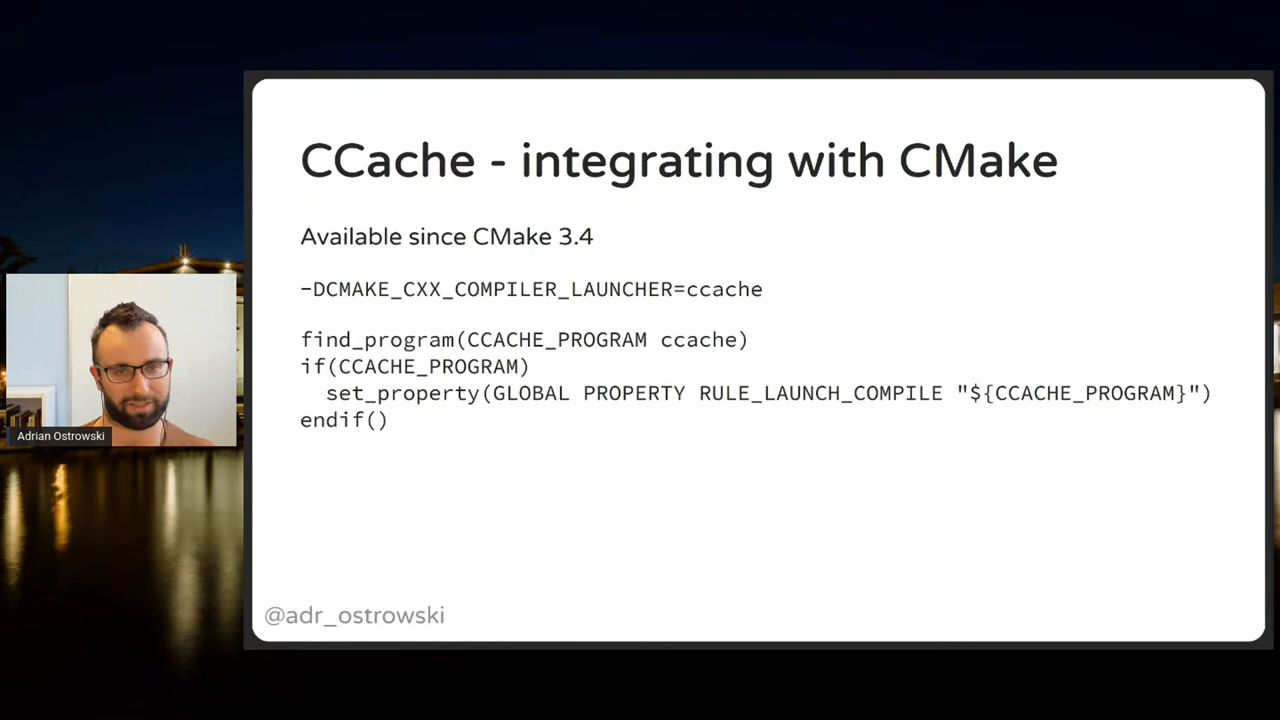 CCache - integrating with CMake
Available since CMake 3.4
-DCMAKE_CXX_COMPILER_LAUNCHER=ccache
find_program(CCACHE_PROGRAM ccache)
if(CCACHE_PROGRAM)
  set_property(GLOBAL PROPERTY RULE_LAUNCH_COMPILE "${CCACHE_PROGRAM}")
endif()
Adrian Ostrowski
@adr_ostrowski